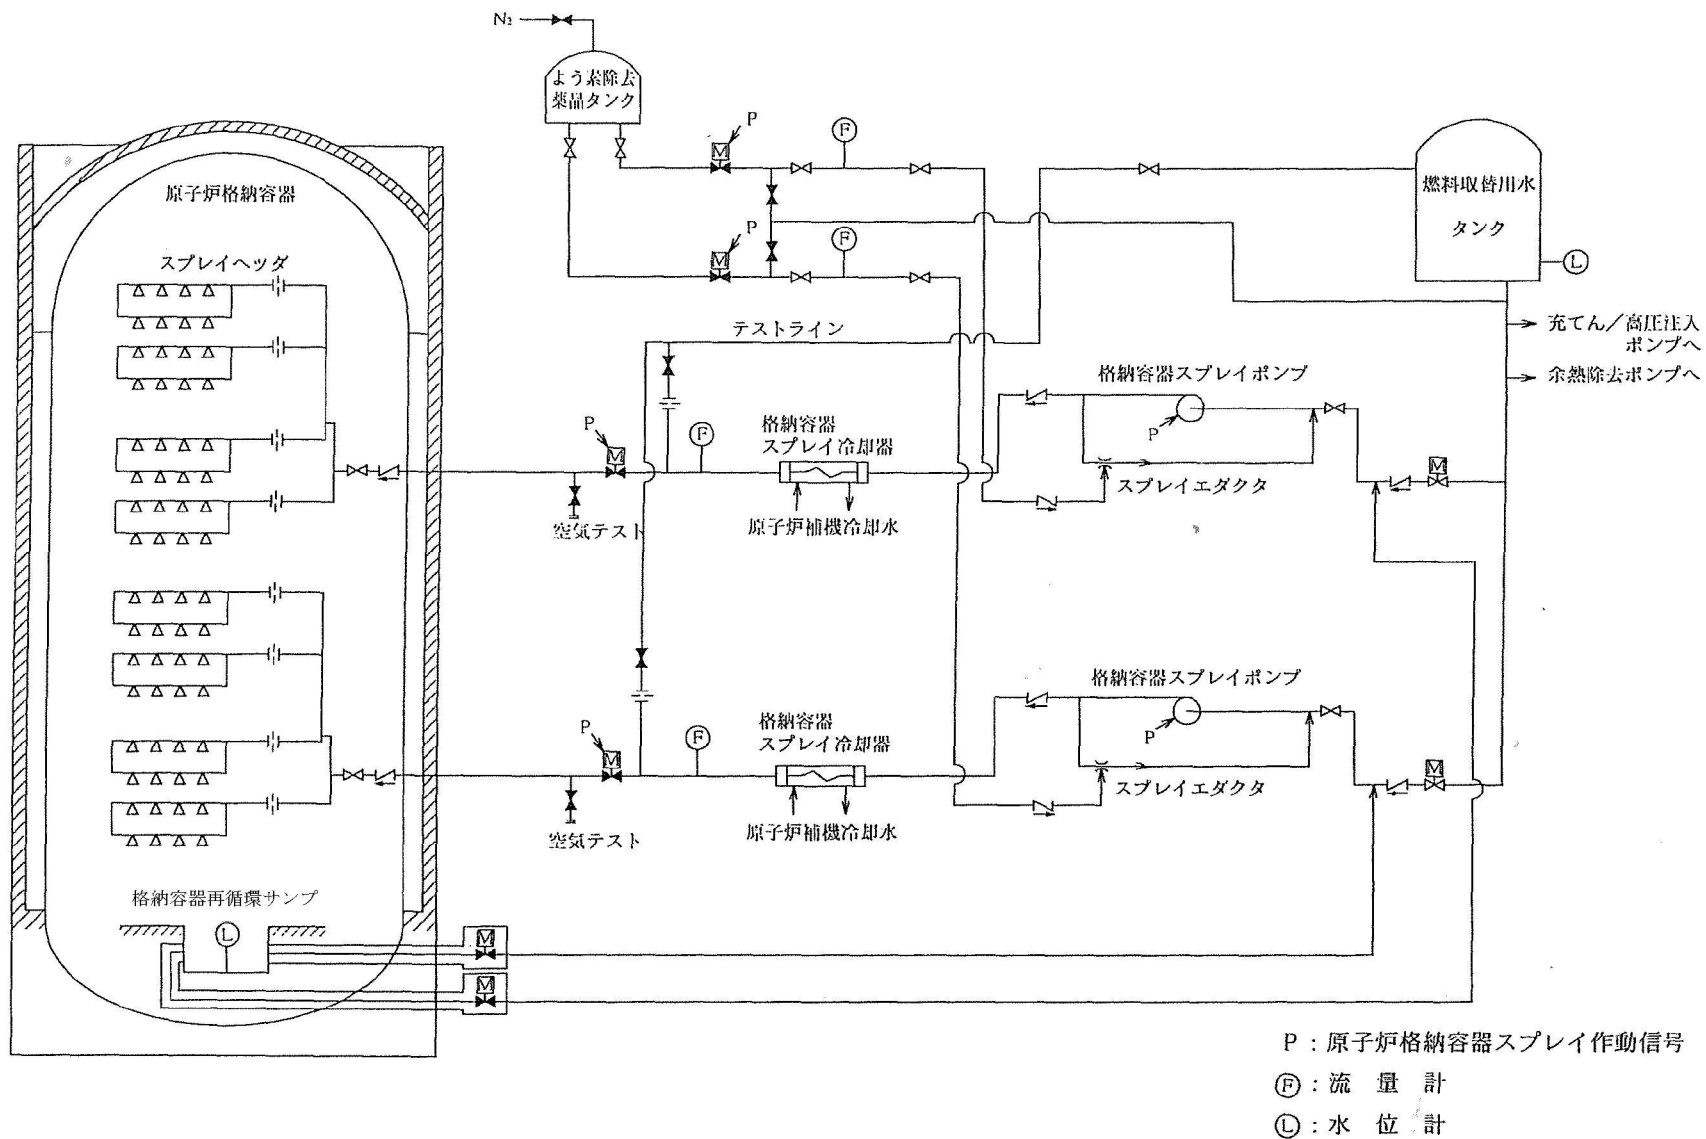 N₂
よう素除去
薬品タンク
P
M
F
燃料取替用水
タンク
L
P
M
F
原子炉格納容器
スプレイヘッダ
テストライン
充てん/高圧注入
ポンプへ
余熱除去ポンプへ
格納容器スプレイポンプ
P
格納容器
スプレイ冷却器
P
M
F
M
スプレイエダクタ
空気テスト
原子炉補機冷却水
格納容器スプレイポンプ
P
格納容器
スプレイ冷却器
P
M
F
M
スプレイエダクタ
空気テスト
原子炉補機冷却水
格納容器再循環サンプ
L
M
M
P : 原子炉格納容器スプレイ作動信号
Ⓕ : 流 量 計
Ⓛ : 水 位 計